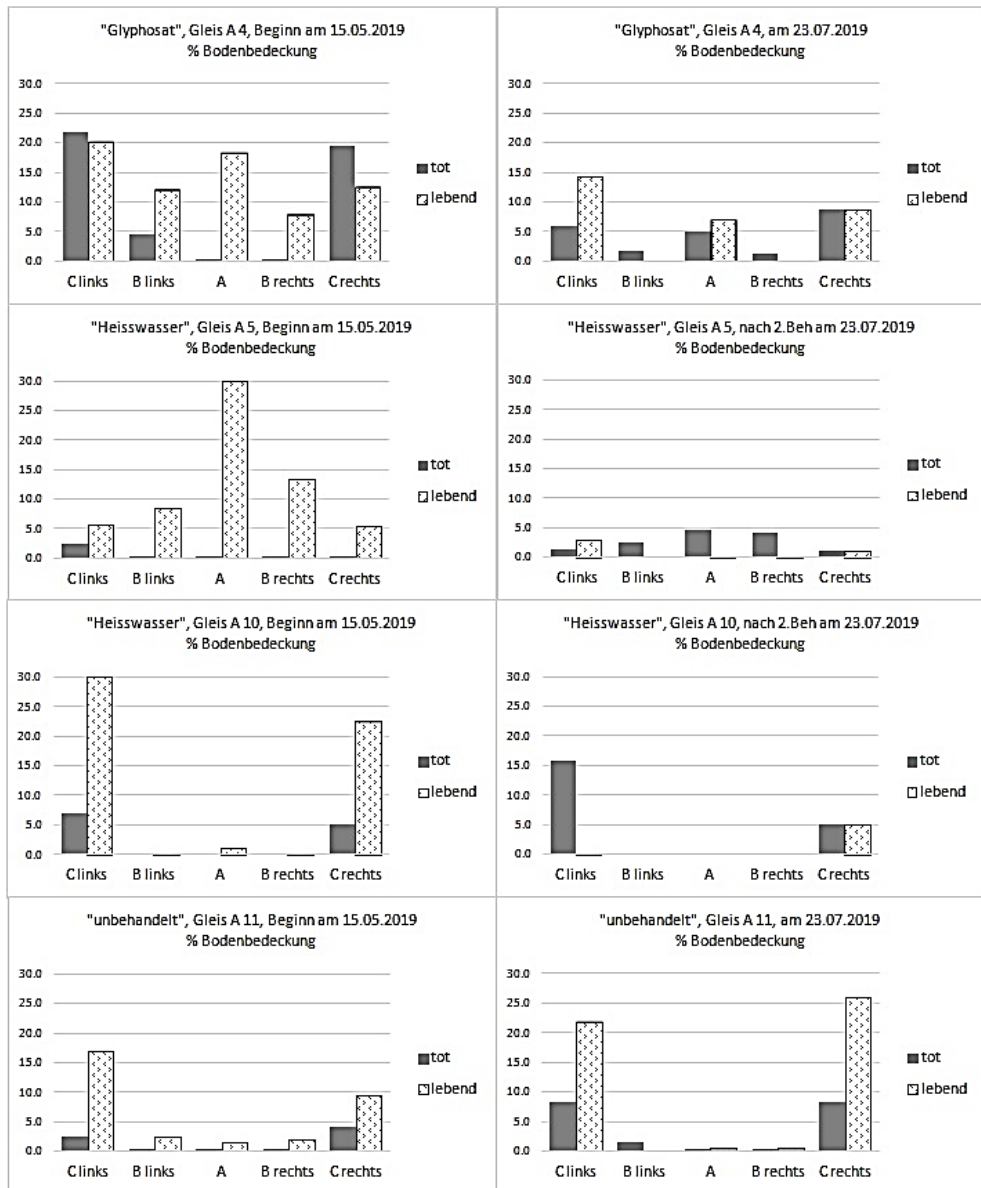 "Glyphosat", Gleis A 4, Beginn am 15.05.2019
% Bodenbedeckung
30.0
25.0
20.0
15.0
10.0
5.0
0.0
C links B links A B rechts C rechts
tot
lebend
"Glyphosat", Gleis A 4, am 23.07.2019
% Bodenbedeckung
30.0
25.0
20.0
15.0
10.0
5.0
0.0
C links B links A B rechts C rechts
tot
lebend
"Heisswasser", Gleis A 5, Beginn am 15.05.2019
% Bodenbedeckung
30.0
25.0
20.0
15.0
10.0
5.0
0.0
C links B links A B rechts C rechts
tot
lebend
"Heisswasser", Gleis A 5, nach 2.Beh am 23.07.2019
% Bodenbedeckung
30.0
25.0
20.0
15.0
10.0
5.0
0.0
C links B links A B rechts C rechts
tot
lebend
"Heisswasser", Gleis A 10, Beginn am 15.05.2019
% Bodenbedeckung
30.0
25.0
20.0
15.0
10.0
5.0
0.0
C links B links A B rechts C rechts
tot
lebend
"Heisswasser", Gleis A 10, nach 2.Beh am 23.07.2019
% Bodenbedeckung
30.0
25.0
20.0
15.0
10.0
5.0
0.0
C links B links A B rechts C rechts
tot
lebend
"unbehandelt", Gleis A 11, Beginn am 15.05.2019
% Bodenbedeckung
30.0
25.0
20.0
15.0
10.0
5.0
0.0
C links B links A B rechts C rechts
tot
lebend
"unbehandelt", Gleis A 11, am 23.07.2019
% Bodenbedeckung
30.0
25.0
20.0
15.0
10.0
5.0
0.0
C links B links A B rechts C rechts
tot
lebend